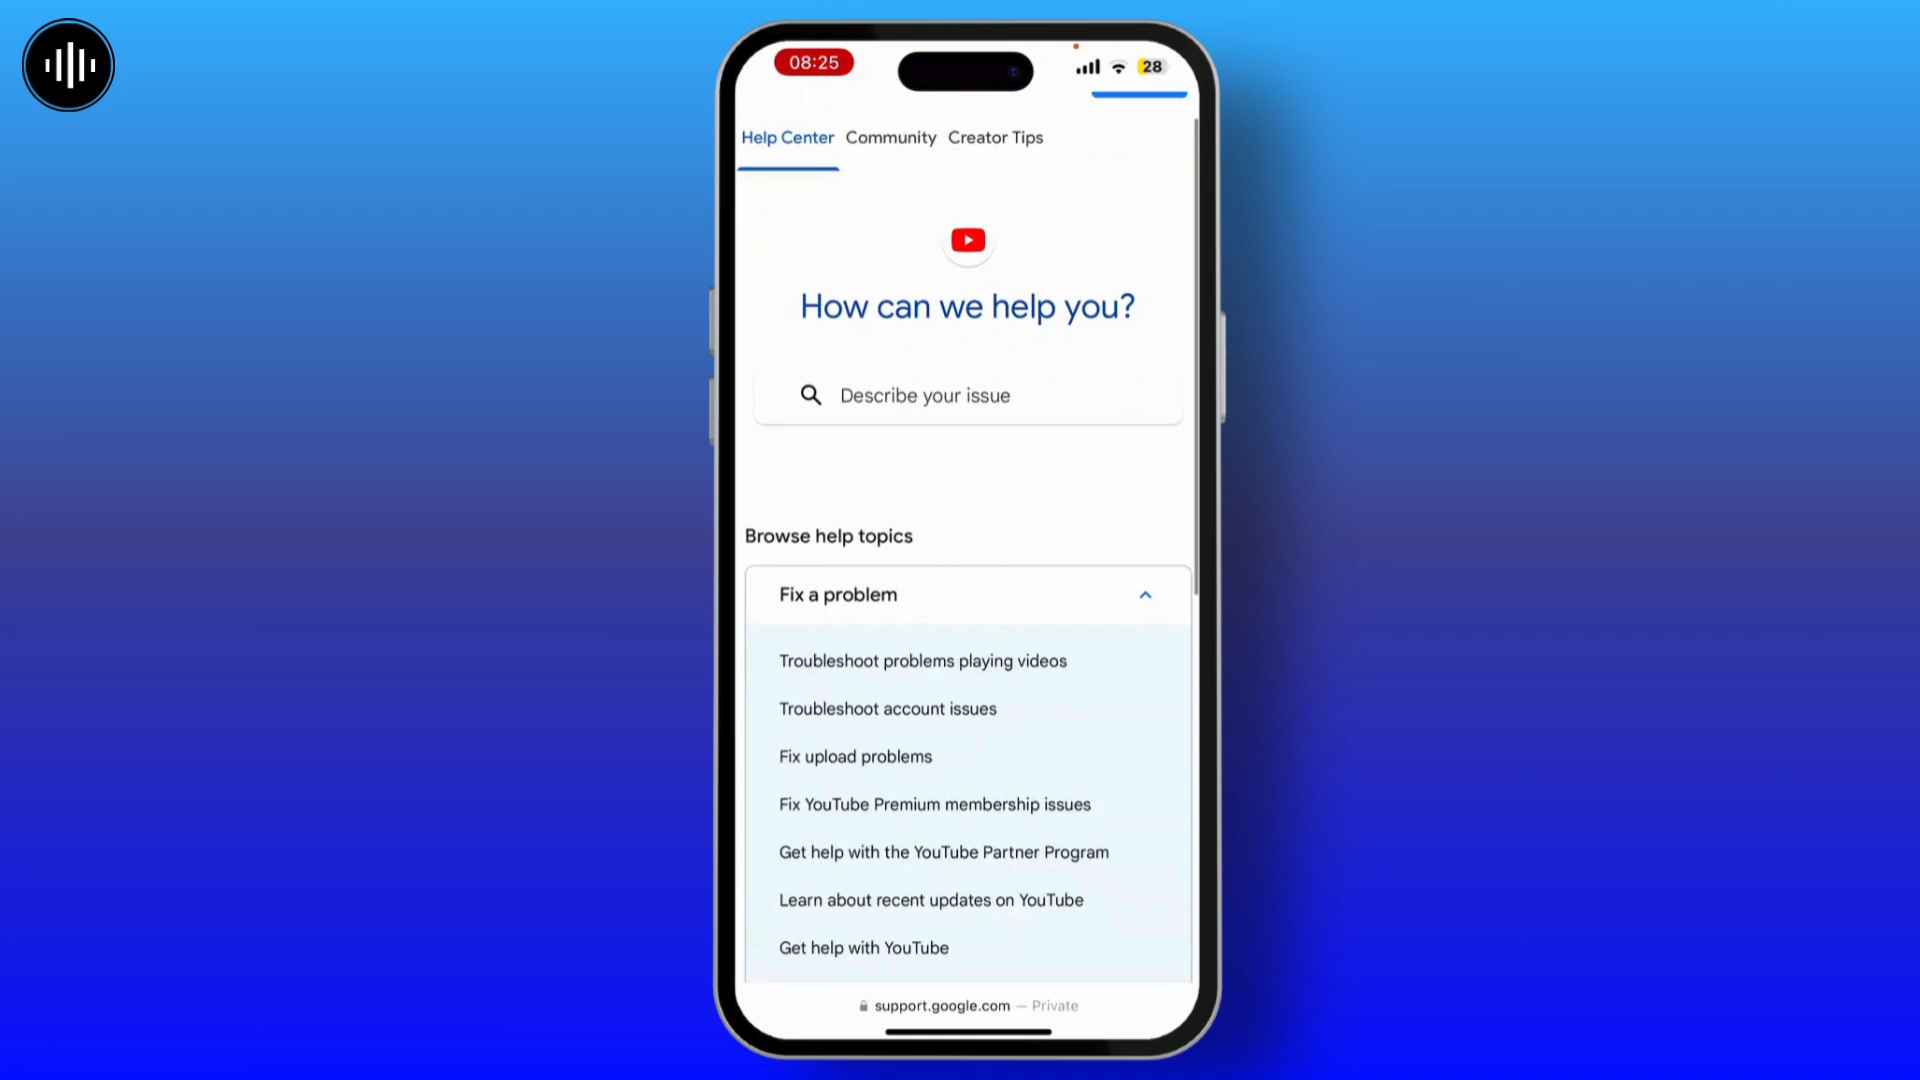 08:25
28
Help Center Community Creator Tips
How can we help you?
Describe your issue
Browse help topics
Fix a problem
Troubleshoot problems playing videos
Troubleshoot account issues
Fix upload problems
Fix YouTube Premium membership issues
Get help with the YouTube Partner Program
Learn about recent updates on YouTube
Get help with YouTube
support.google.com — Private